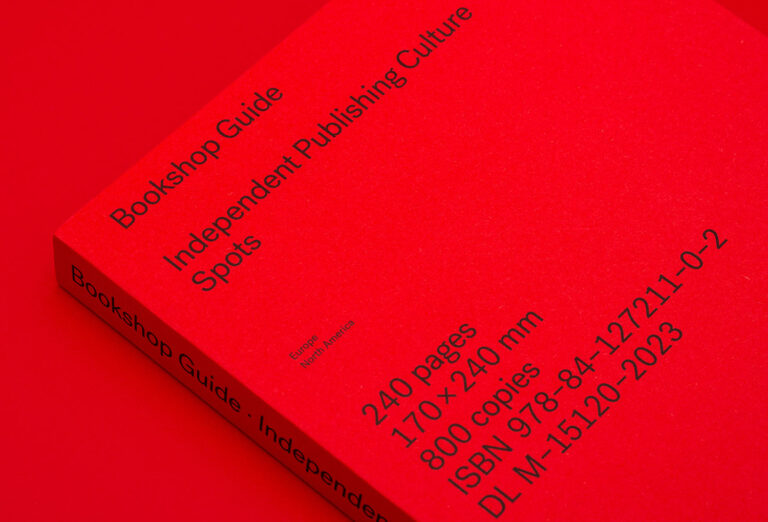 Bookshop Guide
Independent Publishing Culture
Spots
Europe
North America
240 pages
170 × 240 mm
800 copies
ISBN 978-84-127211-0-2
DL M-15120-2023
Bookshop Guide · Independen